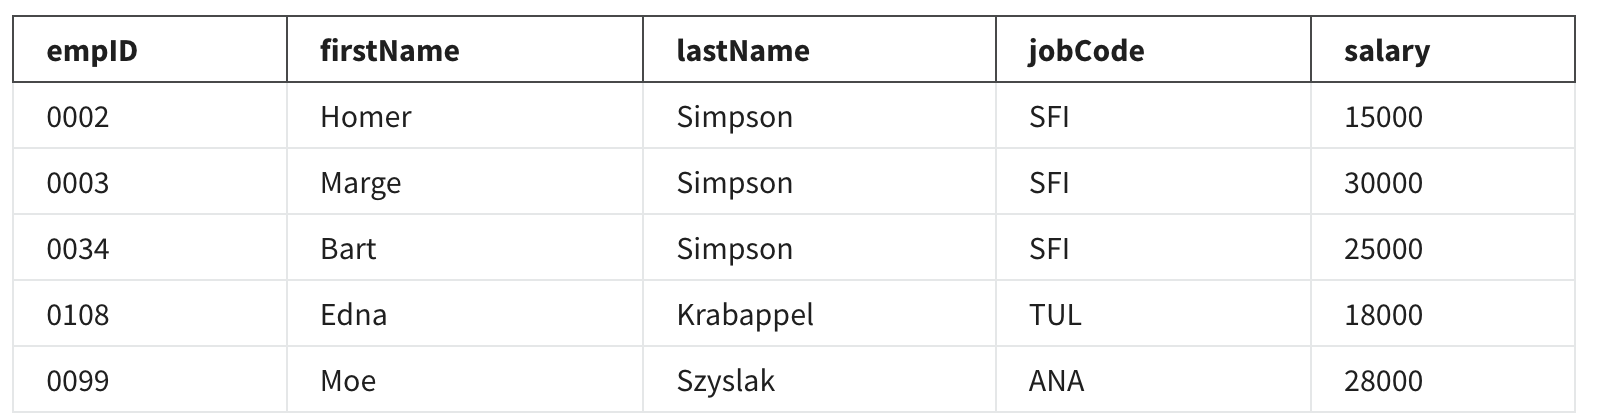 empID firstName lastName jobCode salary
0002 Homer Simpson SFI 15000
0003 Marge Simpson SFI 30000
0034 Bart Simpson SFI 25000
0108 Edna Krabappel TUL 18000
0099 Moe Szyslak ANA 28000